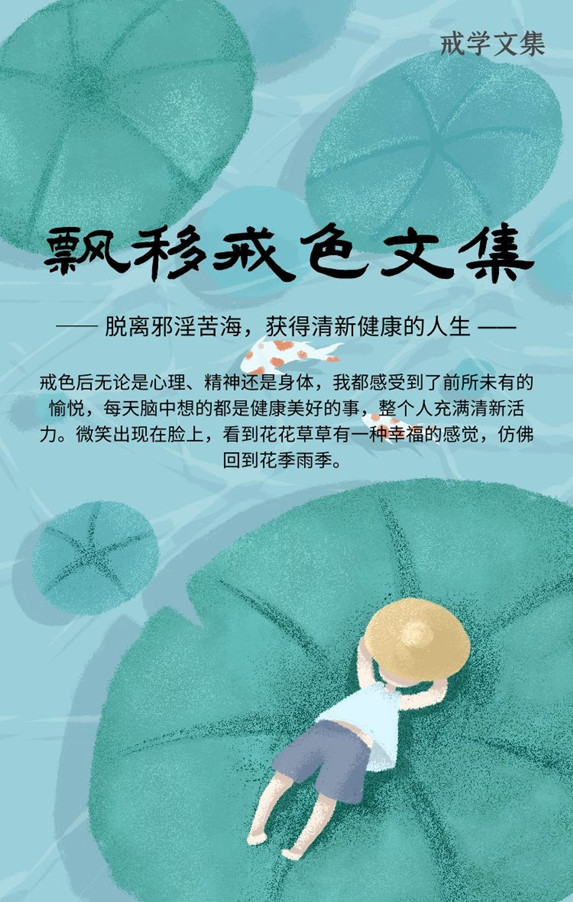 戒学文集
飘移戒色文集
—— 脱离邪淫苦海，获得清新健康的人生 ——
戒色后无论是心理、精神还是身体，我都感受到了前所未有的
愉悦，每天脑中想的都是健康美好的事，整个人充满清新活
力。微笑出现在脸上，看到花花草草有一种幸福的感觉，仿佛
回到花季雨季。